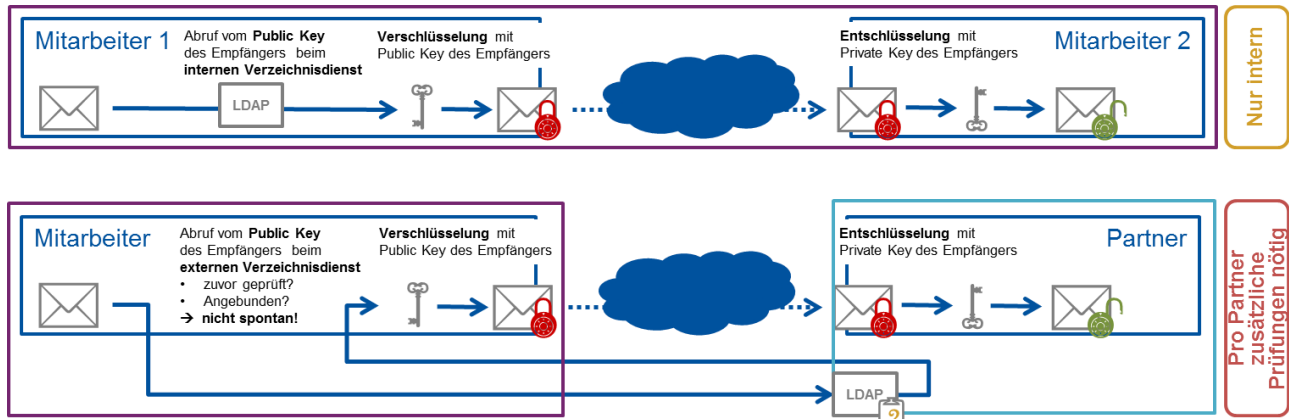 Mitarbeiter 1
Abruf vom Public Key
des Empfängers beim
internen Verzeichnisdienst
LDAP
Verschlüsselung mit
Public Key des Empfängers
Entschlüsselung mit
Private Key des Empfängers
Mitarbeiter 2
Nur intern
Mitarbeiter
Abruf vom Public Key
des Empfängers beim
externen Verzeichnisdienst
• zuvor geprüft?
• Angebunden?
→ nicht spontan!
Verschlüsselung mit
Public Key des Empfängers
Entschlüsselung mit
Private Key des Empfängers
Partner
LDAP
?
Pro Partner
zusätzliche
Prüfungen nötig